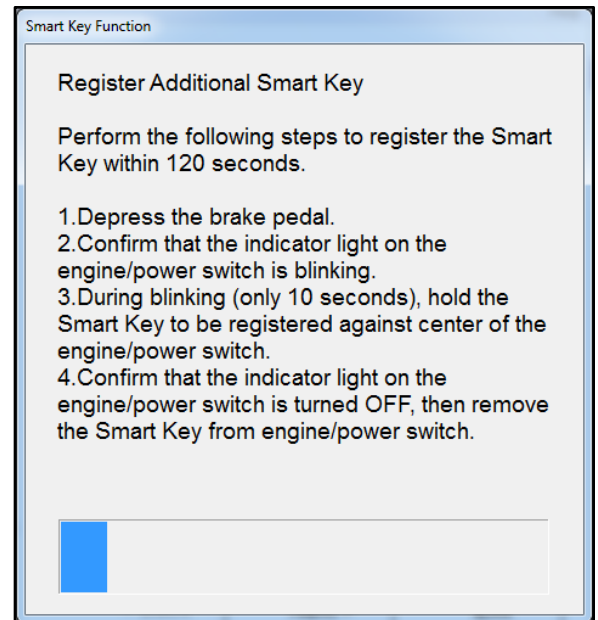 Smart Key Function
Register Additional Smart Key
Perform the following steps to register the Smart
Key within 120 seconds.
1.Depress the brake pedal.
2.Confirm that the indicator light on the
engine/power switch is blinking.
3.During blinking (only 10 seconds), hold the
Smart Key to be registered against center of the
engine/power switch.
4.Confirm that the indicator light on the
engine/power switch is turned OFF, then remove
the Smart Key from engine/power switch.